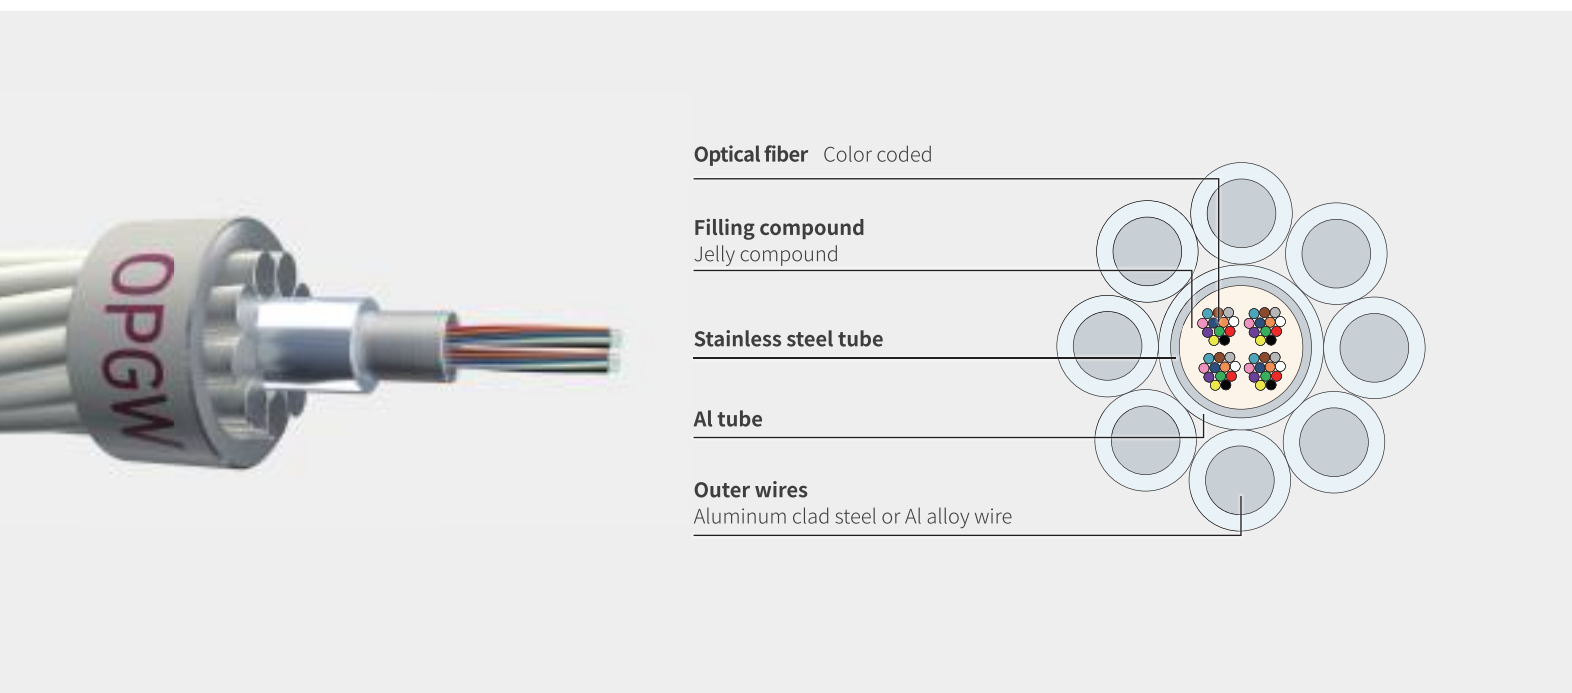 OPGW
Optical fiber Color coded
Filling compound
Jelly compound
Stainless steel tube
Al tube
Outer wires
Aluminum clad steel or Al alloy wire